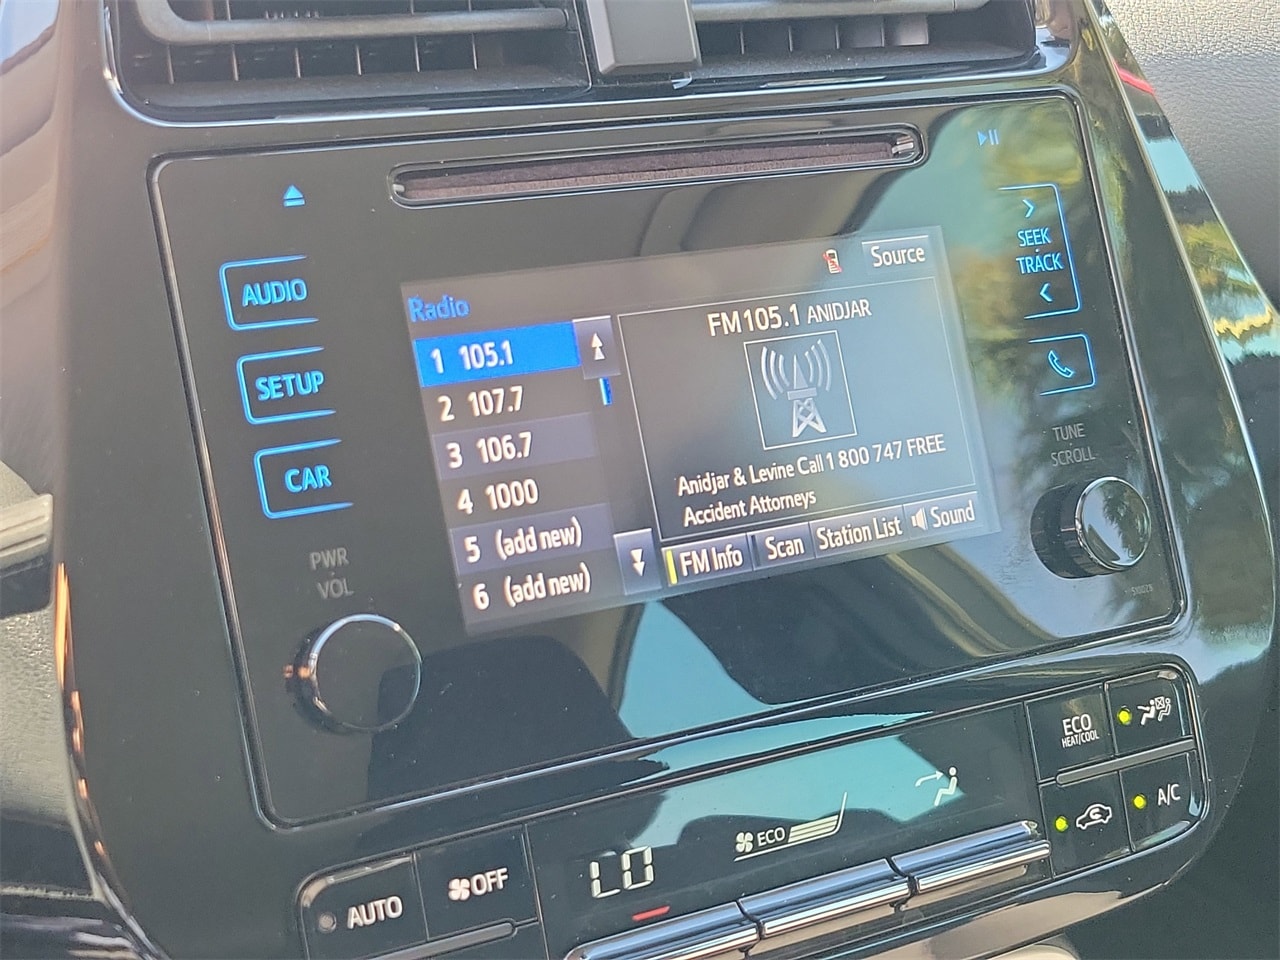 AUDIO
SETUP
CAR
PWR
VOL
Radio
Source
1 105.1
2 107.7
3 106.7
4 1000
5 (add new)
6 (add new)
FM105.1 ANIDJAR
Anidjar & Levine Call 1 800 747 FREE
Accident Attorneys
FM Info
Scan
Station List
Sound
SEEK
TRACK
TUNE
SCROLL
510028
AUTO
OFF
LO
ECO
ECO
HEAT/COOL
A/C